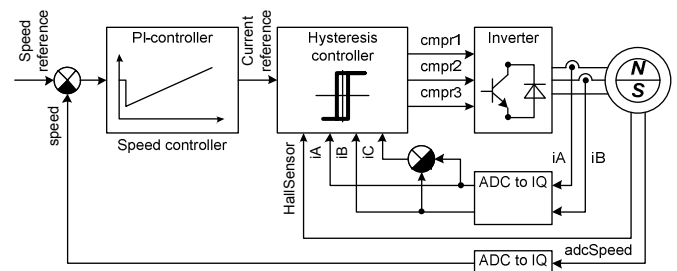 Speed
reference
PI-controller
Speed controller
Current
reference
Hysteresis
controller
cmpr1
cmpr2
cmpr3
Inverter
N
S
speed
HallSensor
iA
iB
iC
iA
iB
ADC to IQ
adcSpeed
ADC to IQ